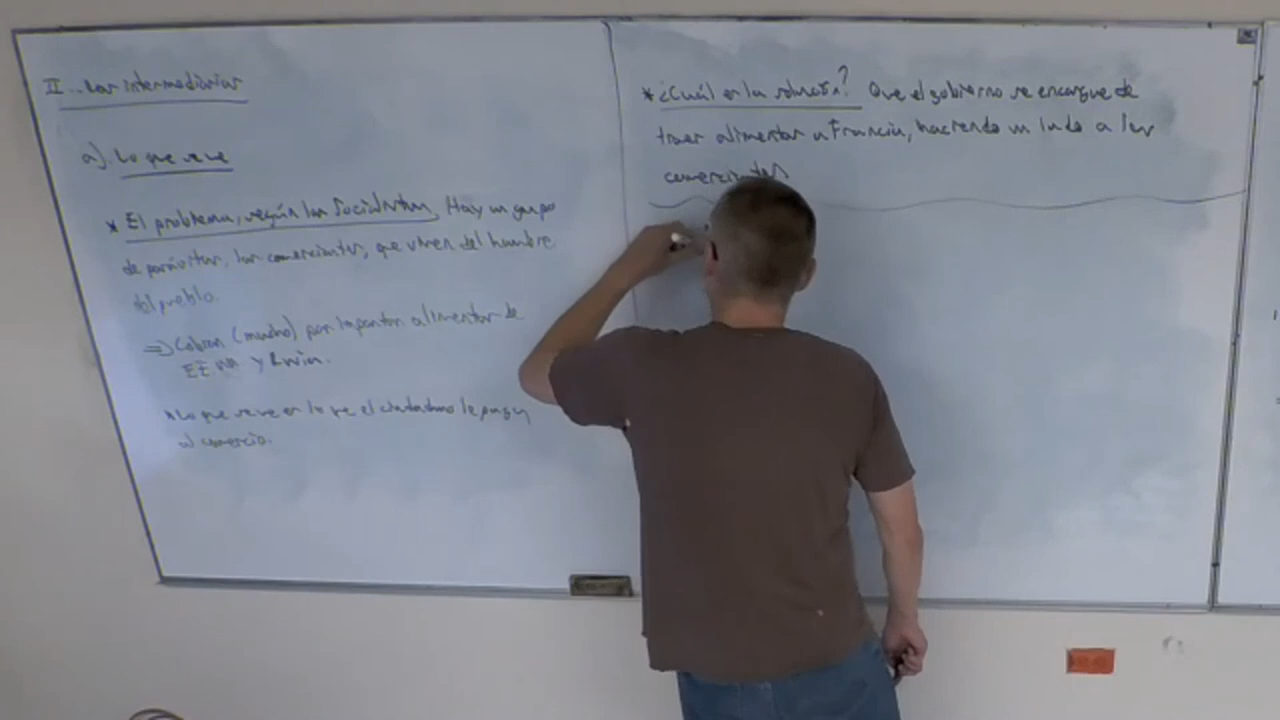 II... Los intermediarios
a). Lo que se ve
* El problema, según los socialistas, Hay un grupo
de parásitos, los comerciantes, que viven del hambre
del pueblo.
=> Cobran (mucho) por importar alimentos de
EE UU y Rusia.
* Lo que se ve es lo que el ciudadano le paga
al comercio.
* ¿Cuál es la solución? Que el gobierno se encargue de
traer alimentos a Francia, haciendo un lado a los
comerciantes